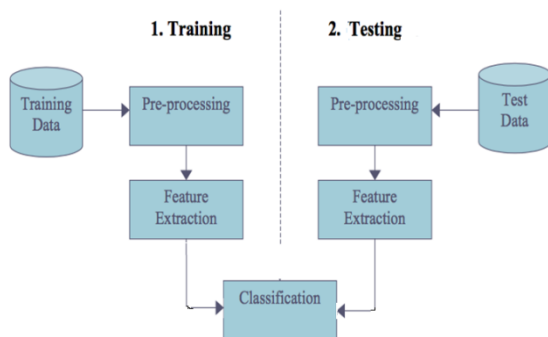 1. Training
2. Testing
Training
Data
Pre-processing
Pre-processing
Test
Data
Feature
Extraction
Feature
Extraction
Classification